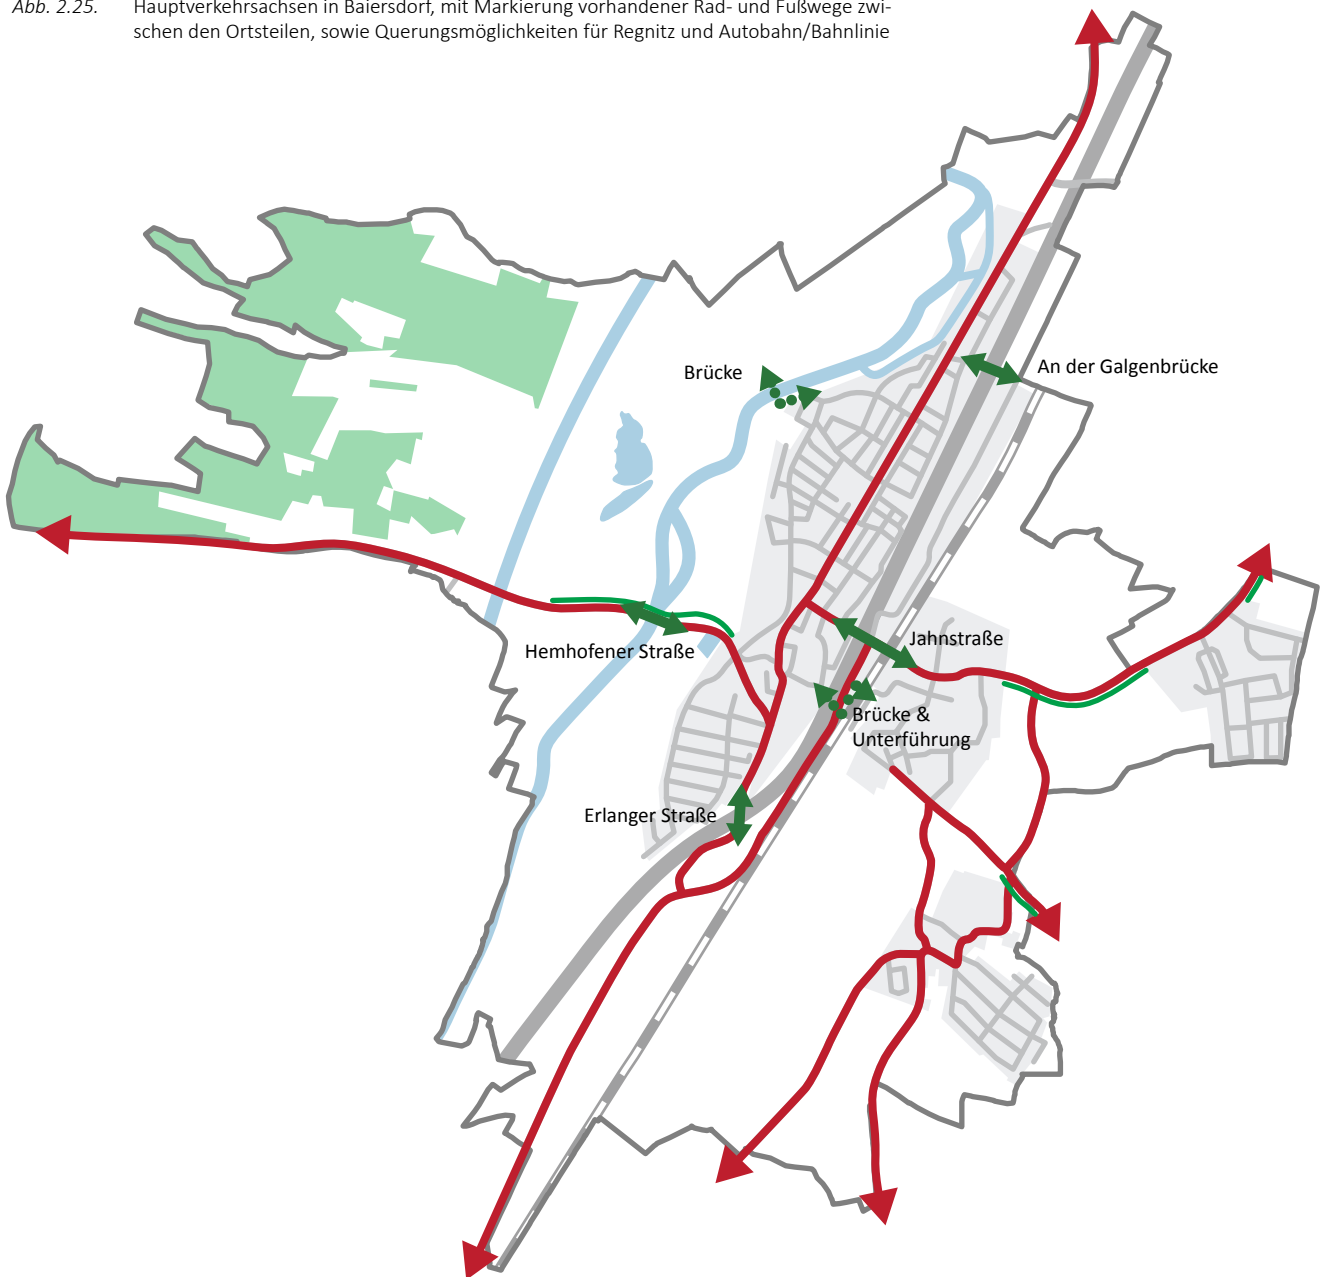 Abb. 2.25. Hauptverkehrsachsen in Baiersdorf, mit Markierung vorhandener Rad- und Fußwege zwi-
schen den Ortsteilen, sowie Querungsmöglichkeiten für Regnitz und Autobahn/Bahnlinie
Brücke
An der Galgenbrücke
Jahnstraße
Hemhofener Straße
Brücke &
Unterführung
Erlanger Straße